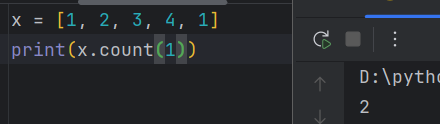 x = [1, 2, 3, 4, 1]
print(x.count(1))
D:\pytho
2